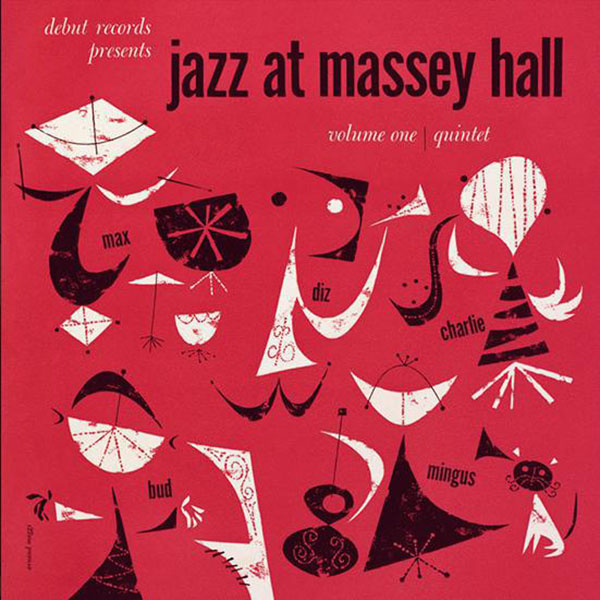 debut records
presents
jazz at massey hall
volume one | quintet
max
diz
charlie
bud
mingus